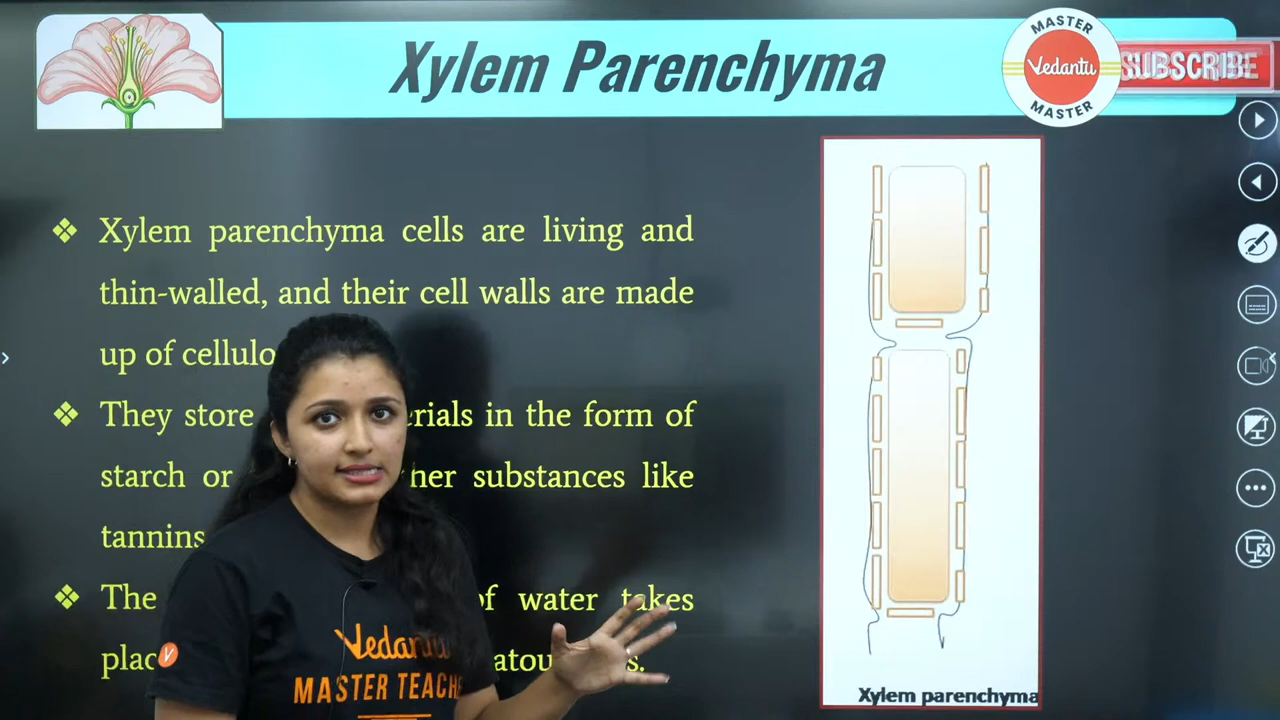 Xylem Parenchyma
MASTER
Vedantu
MASTER
SUBSCRIBE
Xylem parenchyma cells are living and
thin-walled, and their cell walls are made
up of cellulo
They store erials in the form of
starch or her substances like
tannins
The of water takes
plac atou s.
Vedantu
MASTER TEACHE
Xylem parenchyma